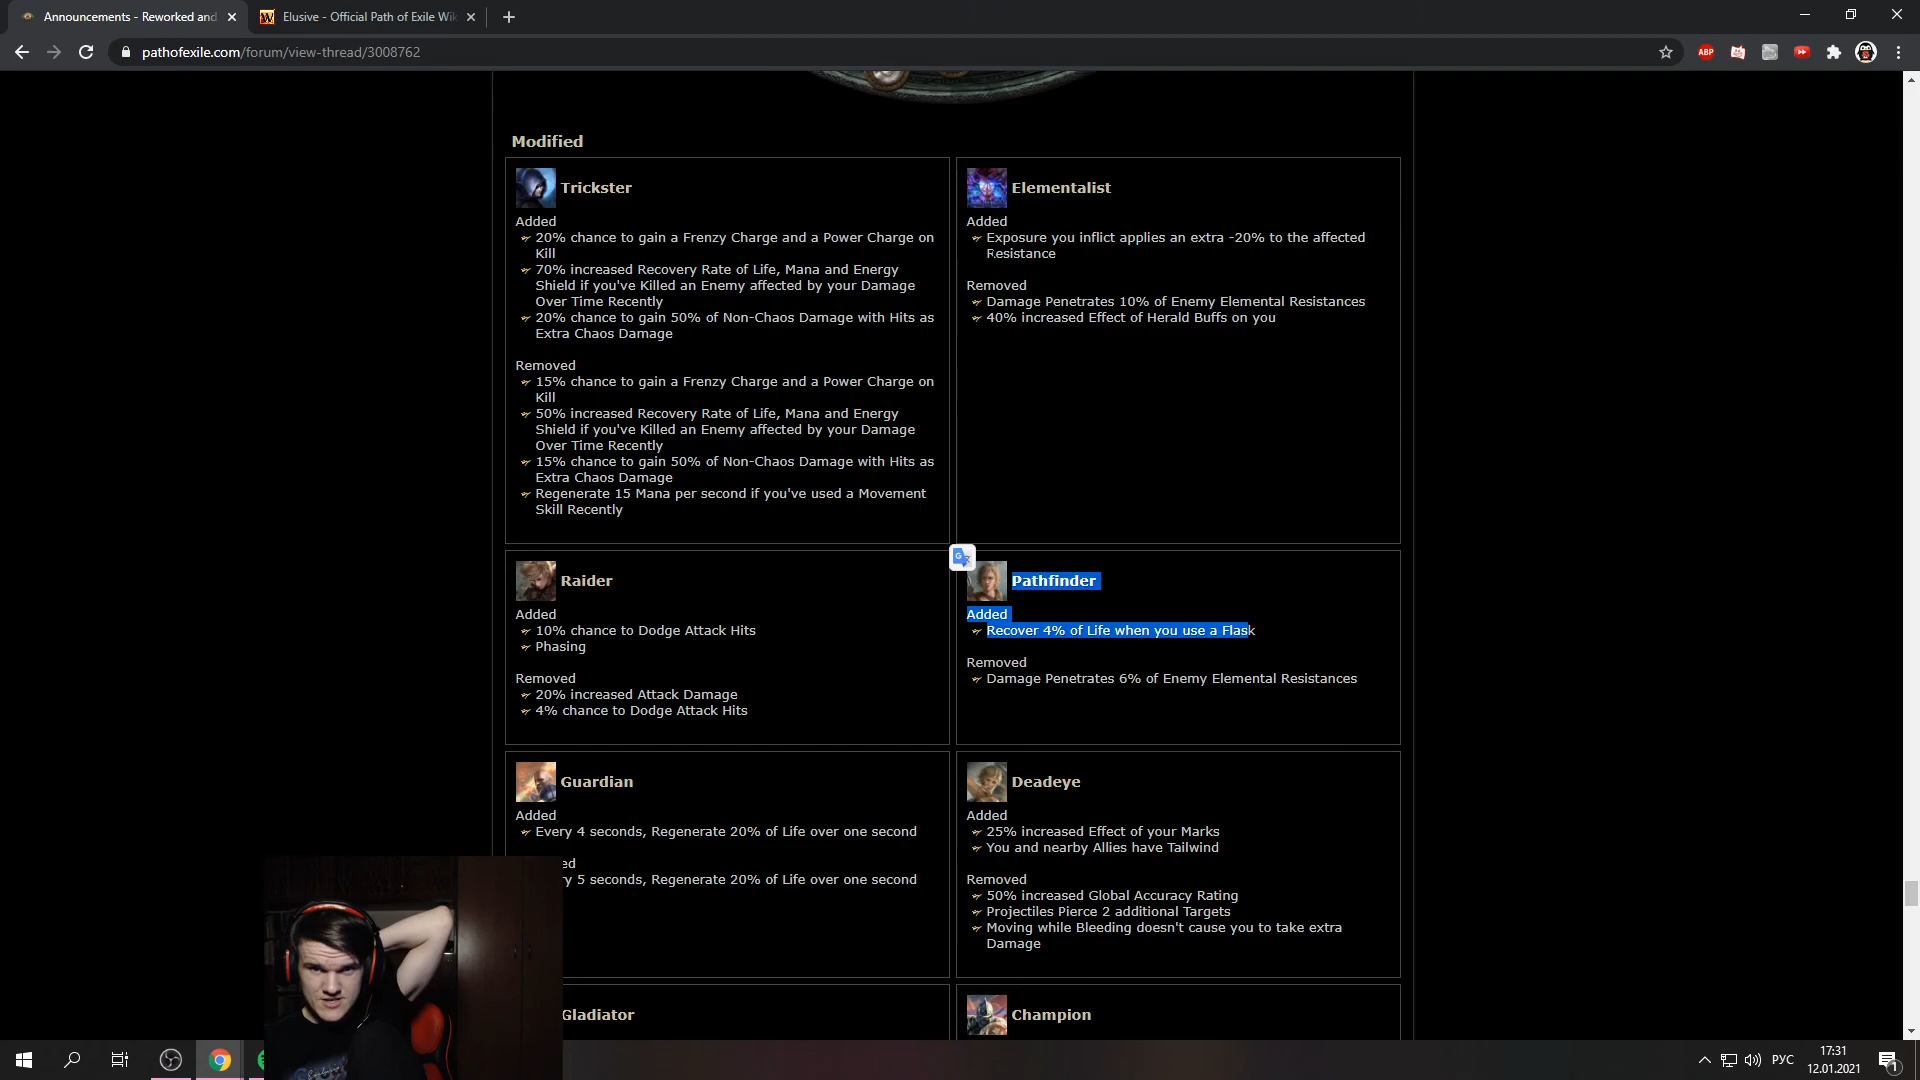 Announcements - Reworked and
Elusive - Official Path of Exile Wik
pathofexile.com/forum/view-thread/3008762
ABP
Modified
Trickster
Added
20% chance to gain a Frenzy Charge and a Power Charge on
Kill
70% increased Recovery Rate of Life, Mana and Energy
Shield if you've Killed an Enemy affected by your Damage
Over Time Recently
20% chance to gain 50% of Non-Chaos Damage with Hits as
Extra Chaos Damage
Removed
15% chance to gain a Frenzy Charge and a Power Charge on
Kill
50% increased Recovery Rate of Life, Mana and Energy
Shield if you've Killed an Enemy affected by your Damage
Over Time Recently
15% chance to gain 50% of Non-Chaos Damage with Hits as
Extra Chaos Damage
Regenerate 15 Mana per second if you've used a Movement
Skill Recently
Elementalist
Added
Exposure you inflict applies an extra -20% to the affected
Resistance
Removed
Damage Penetrates 10% of Enemy Elemental Resistances
40% increased Effect of Herald Buffs on you
Raider
Added
10% chance to Dodge Attack Hits
Phasing
Removed
20% increased Attack Damage
4% chance to Dodge Attack Hits
Pathfinder
Added
Recover 4% of Life when you use a Flask
Removed
Damage Penetrates 6% of Enemy Elemental Resistances
Guardian
Added
Every 4 seconds, Regenerate 20% of Life over one second
ed
ry 5 seconds, Regenerate 20% of Life over one second
Deadeye
Added
25% increased Effect of your Marks
You and nearby Allies have Tailwind
Removed
50% increased Global Accuracy Rating
Projectiles Pierce 2 additional Targets
Moving while Bleeding doesn't cause you to take extra
Damage
Gladiator
Champion
РУС
17:31
12.01.2021
1